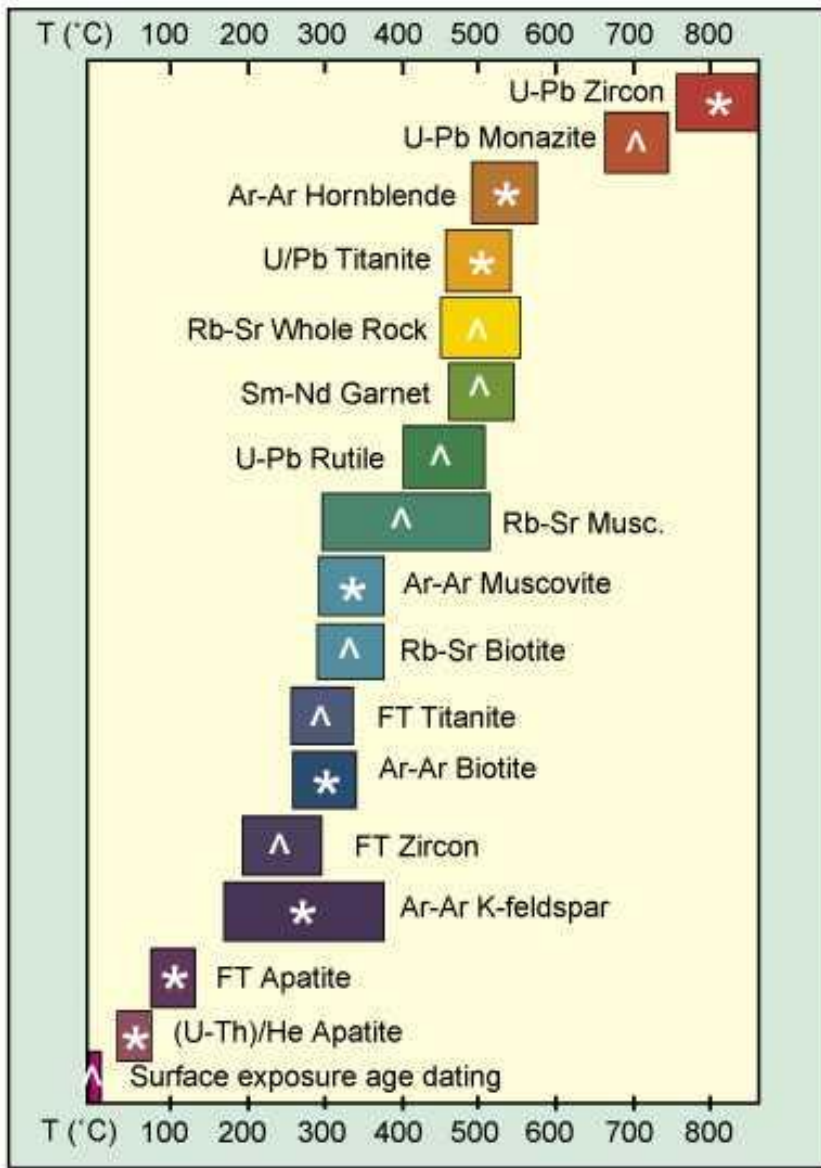 T (˚C) 100 200 300 400 500 600 700 800
U-Pb Zircon *
U-Pb Monazite ^
Ar-Ar Hornblende *
U/Pb Titanite *
Rb-Sr Whole Rock ^
Sm-Nd Garnet ^
U-Pb Rutile ^
^ Rb-Sr Musc.
* Ar-Ar Muscovite
^ Rb-Sr Biotite
^ FT Titanite
* Ar-Ar Biotite
^ FT Zircon
* Ar-Ar K-feldspar
* FT Apatite
* (U-Th)/He Apatite
^ Surface exposure age dating
T (˚C) 100 200 300 400 500 600 700 800